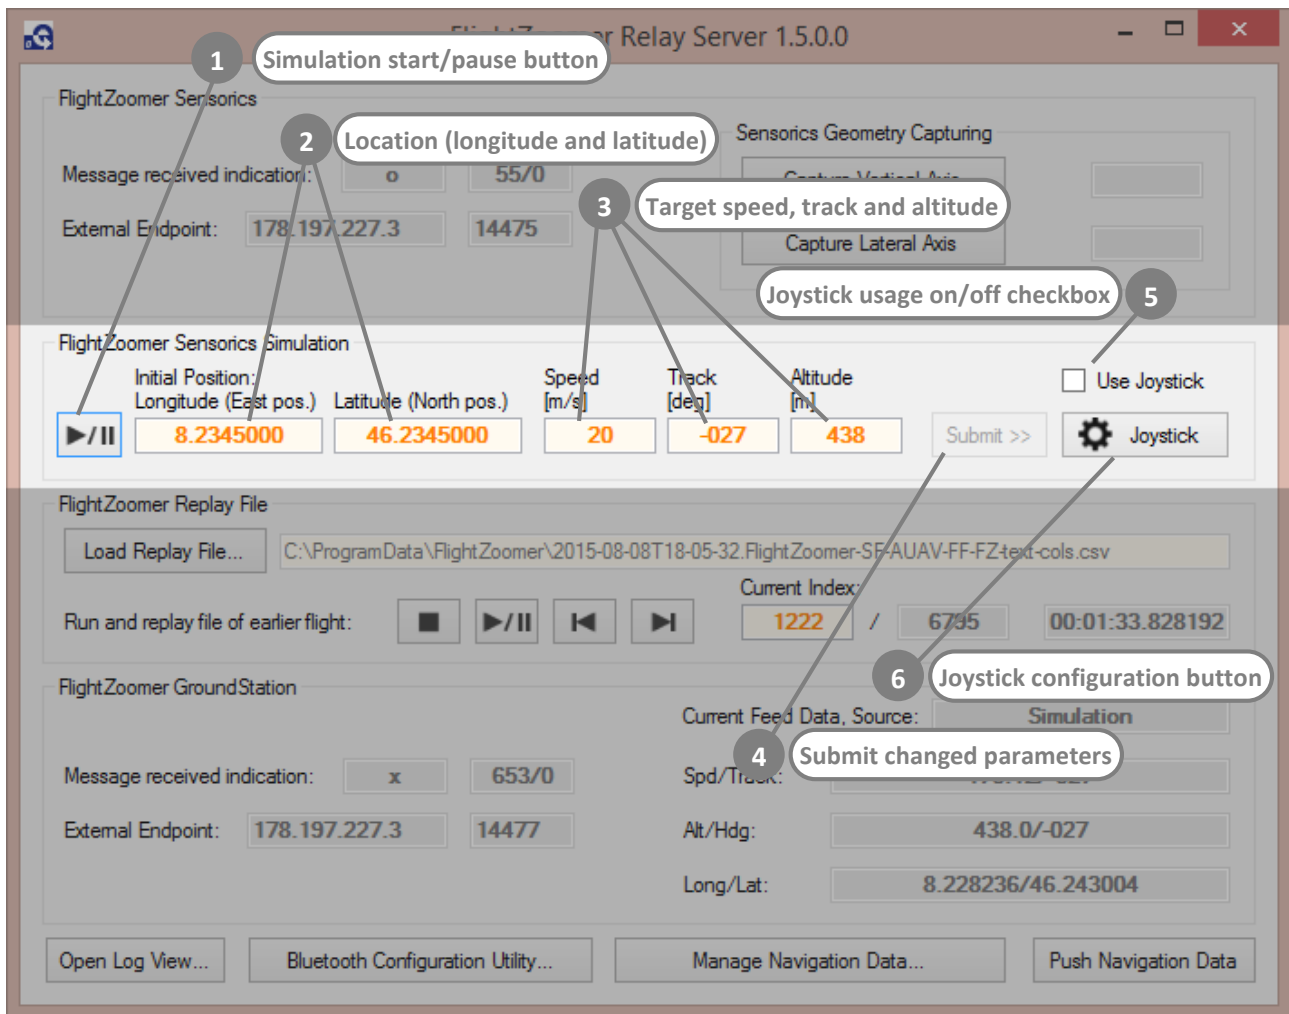 Relay Server 1.5.0.0
1 Simulation start/pause button
FlightZoomer Sensorics
2 Location (longitude and latitude)
Sensorics Geometry Capturing
Message received indication: o 55/0
3 Target speed, track and altitude
External Endpoint: 178.197.227.3 14475
Capture Lateral Axis
Joystick usage on/off checkbox 5
FlightZoomer Sensorics Simulation
Initial Position:
Longitude (East pos.) Latitude (North pos.) Speed [m/s] Track [deg] Altitude [m] Use Joystick
▶/II 8.2345000 46.2345000 20 -027 438 Submit >> Joystick
FlightZoomer Replay File
Load Replay File... C:\ProgramData\FlightZoomer\2015-08-08T18-05-32.FlightZoomer-SF-AUAV-FF-FZ-text-cols.csv
Current Index:
Run and replay file of earlier flight: ▶/II 1222 / 6795 00:01:33.828192
6 Joystick configuration button
FlightZoomer GroundStation
Current Feed Data, Source: Simulation
4 Submit changed parameters
Message received indication: x 653/0 Spd/Track:
External Endpoint: 178.197.227.3 14477 Alt/Hdg: 438.0/-027
Long/Lat: 8.228236/46.243004
Open Log View... Bluetooth Configuration Utility... Manage Navigation Data... Push Navigation Data